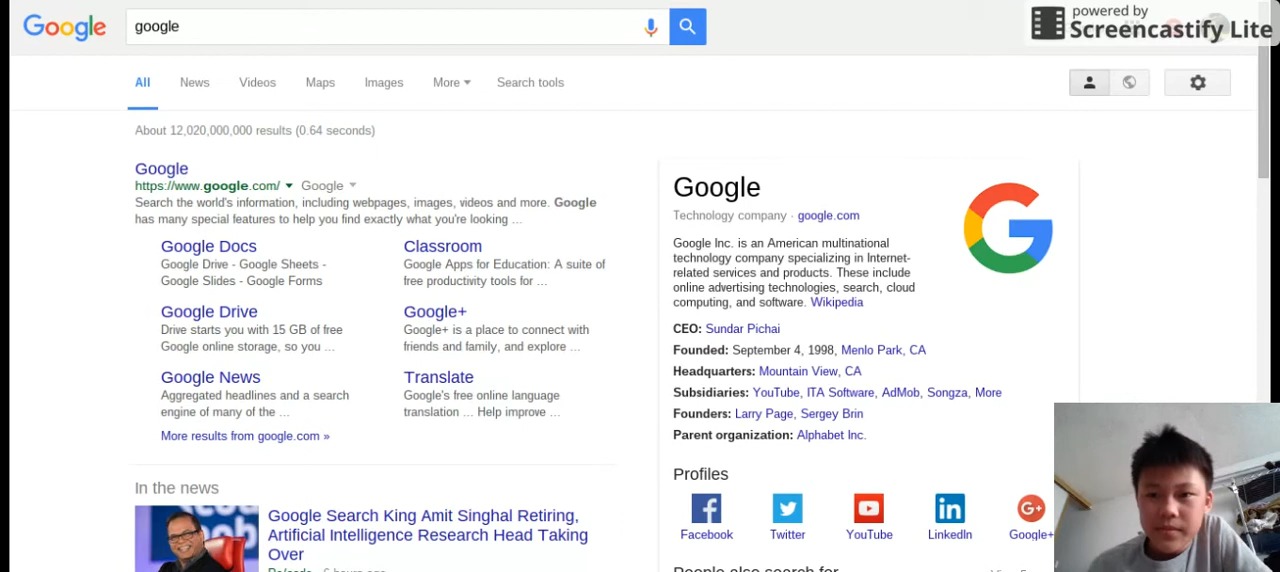 powered by
Screencastify Lite
Google
google
All
News
Videos
Maps
Images
More
Search tools
About 12,020,000,000 results (0.64 seconds)
Google
https://www.google.com/ Google
Search the world's information, including webpages, images, videos and more. Google
has many special features to help you find exactly what you're looking ...
Google Docs
Google Drive - Google Sheets -
Google Slides - Google Forms
Classroom
Google Apps for Education: A suite of
free productivity tools for ...
Google Drive
Drive starts you with 15 GB of free
Google online storage, so you ...
Google+
Google+ is a place to connect with
friends and family, and explore ...
Google News
Aggregated headlines and a search
engine of many of the ...
Translate
Google's free online language
translation ... Help improve ...
More results from google.com »
In the news
Google Search King Amit Singhal Retiring,
Artificial Intelligence Research Head Taking
Over
Google
Technology company · google.com
G
Google Inc. is an American multinational
technology company specializing in Internet-
related services and products. These include
online advertising technologies, search, cloud
computing, and software. Wikipedia
CEO: Sundar Pichai
Founded: September 4, 1998, Menlo Park, CA
Headquarters: Mountain View, CA
Subsidiaries: YouTube, ITA Software, AdMob, Songza, More
Founders: Larry Page, Sergey Brin
Parent organization: Alphabet Inc.
Profiles
Facebook
Twitter
YouTube
LinkedIn
Google+
People also search for